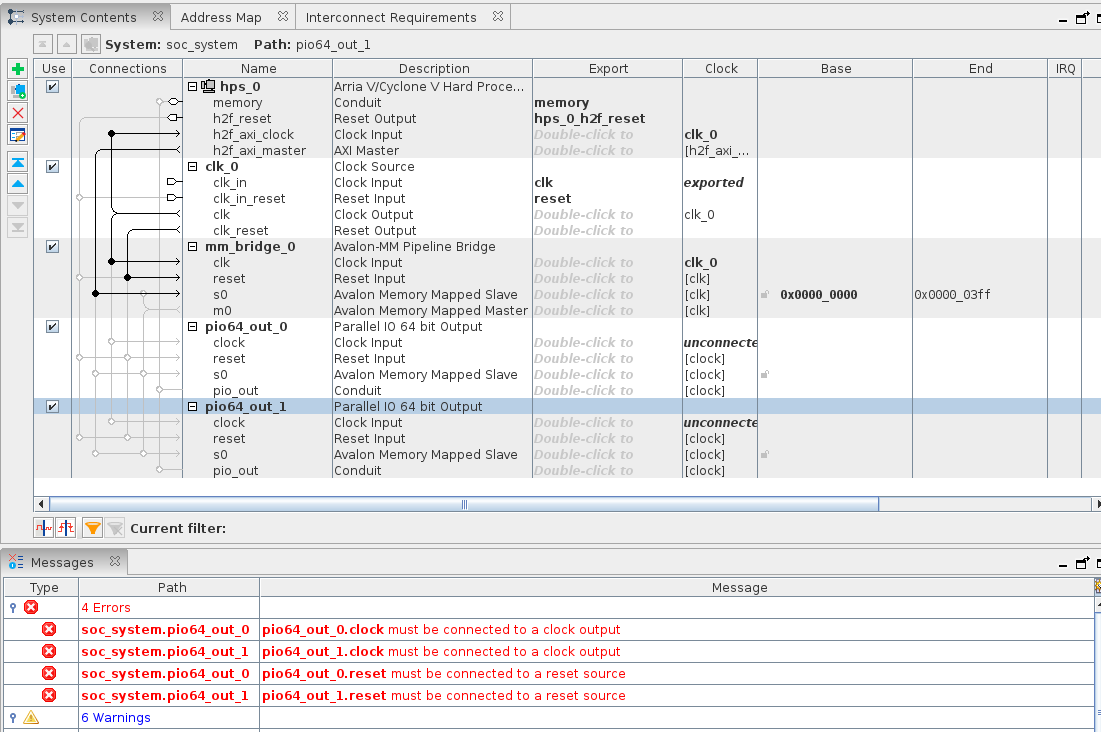 System Contents Address Map Interconnect Requirements
System: soc_system Path: pio64_out_1
Use Connections Name Description Export Clock Base End IRQ
hps_0 Arria V/Cyclone V Hard Proce...
memory Conduit memory
h2f_reset Reset Output hps_0_h2f_reset
h2f_axi_clock Clock Input Double-click to clk_0
h2f_axi_master AXI Master Double-click to [h2f_axi_...
clk_0 Clock Source
clk_in Clock Input clk exported
clk_in_reset Reset Input reset
clk Clock Output Double-click to clk_0
clk_reset Reset Output Double-click to
mm_bridge_0 Avalon-MM Pipeline Bridge
clk Clock Input Double-click to clk_0
reset Reset Input Double-click to [clk]
s0 Avalon Memory Mapped Slave Double-click to [clk] 0x0000_0000 0x0000_03ff
m0 Avalon Memory Mapped Master Double-click to [clk]
pio64_out_0 Parallel IO 64 bit Output
clock Clock Input Double-click to unconnecte
reset Reset Input Double-click to [clock]
s0 Avalon Memory Mapped Slave Double-click to [clock]
pio_out Conduit Double-click to [clock]
pio64_out_1 Parallel IO 64 bit Output
clock Clock Input Double-click to unconnecte
reset Reset Input Double-click to [clock]
s0 Avalon Memory Mapped Slave Double-click to [clock]
pio_out Conduit Double-click to [clock]
Current filter:
Messages
Type Path Message
4 Errors
soc_system.pio64_out_0 pio64_out_0.clock must be connected to a clock output
soc_system.pio64_out_1 pio64_out_1.clock must be connected to a clock output
soc_system.pio64_out_0 pio64_out_0.reset must be connected to a reset source
soc_system.pio64_out_1 pio64_out_1.reset must be connected to a reset source
6 Warnings